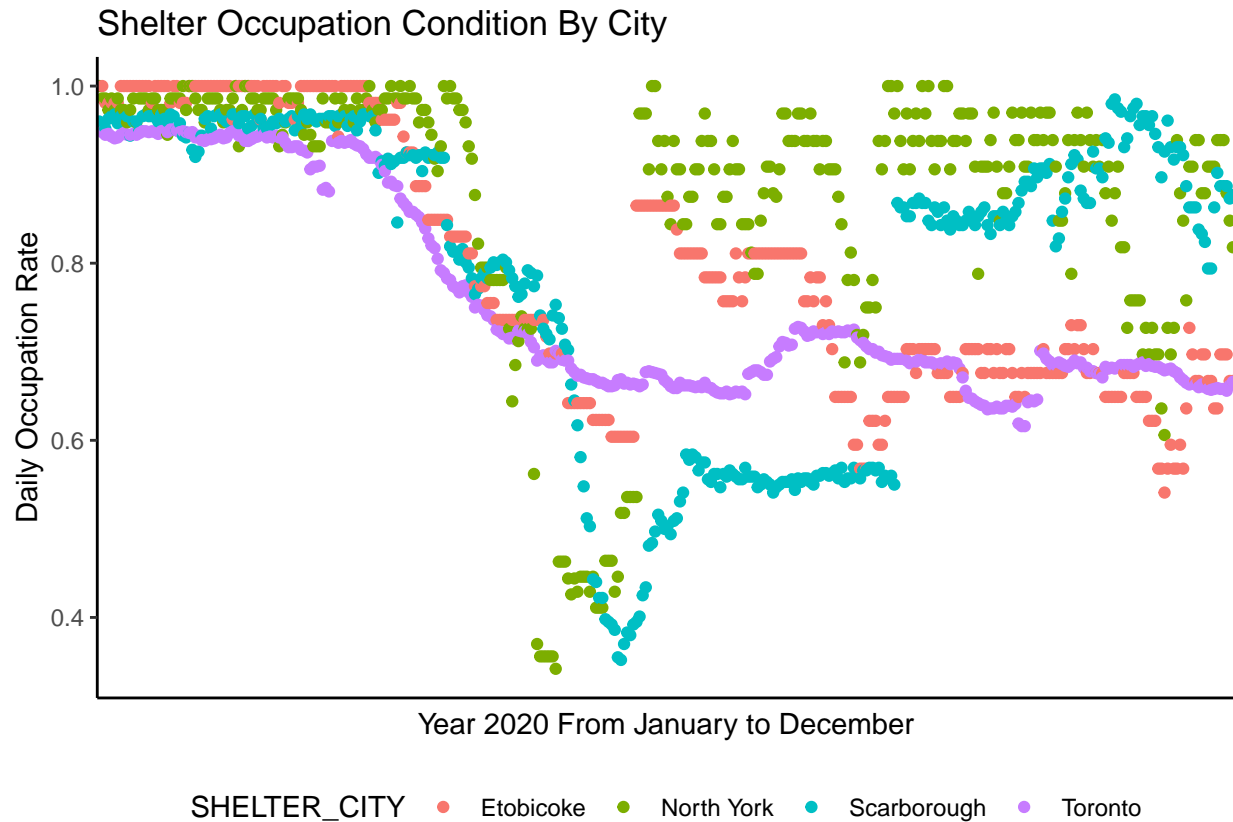 Shelter Occupation Condition By City
1.0
0.8
0.6
0.4
Daily Occupation Rate
Year 2020 From January to December
SHELTER_CITY Etobicoke North York Scarborough Toronto